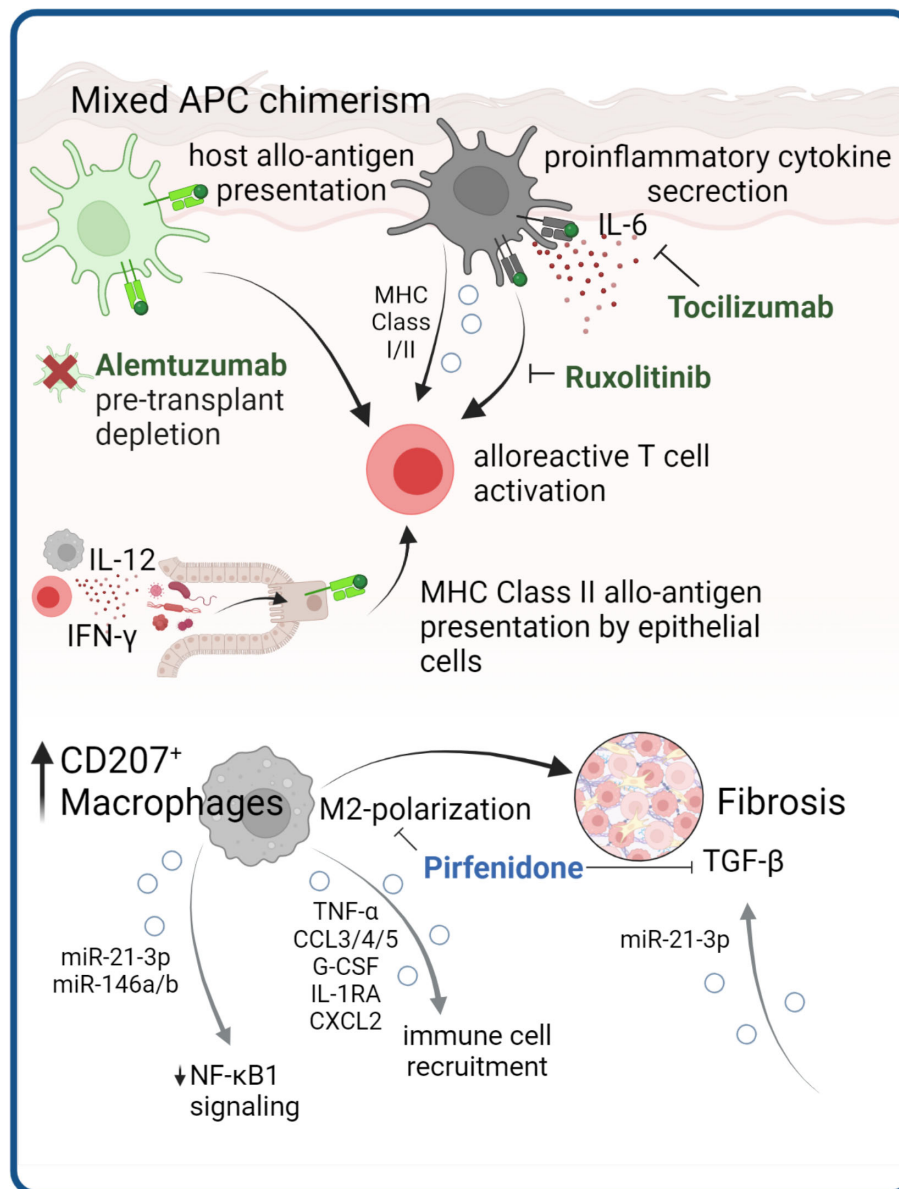 Mixed APC chimerism
host allo-antigen
presentation
proinflammatory cytokine
secrection
IL-6
MHC
Class
I/II
Tocilizumab
Alemtuzumab
pre-transplant
depletion
Ruxolitinib
alloreactive T cell
activation
IL-12
IFN-γ
MHC Class II allo-antigen
presentation by epithelial
cells
CD207⁺
Macrophages
M2-polarization
Fibrosis
Pirfenidone
TGF-β
TNF-α
CCL3/4/5
G-CSF
IL-1RA
CXCL2
miR-21-3p
miR-146a/b
miR-21-3p
immune cell
recruitment
NF-κB1
signaling